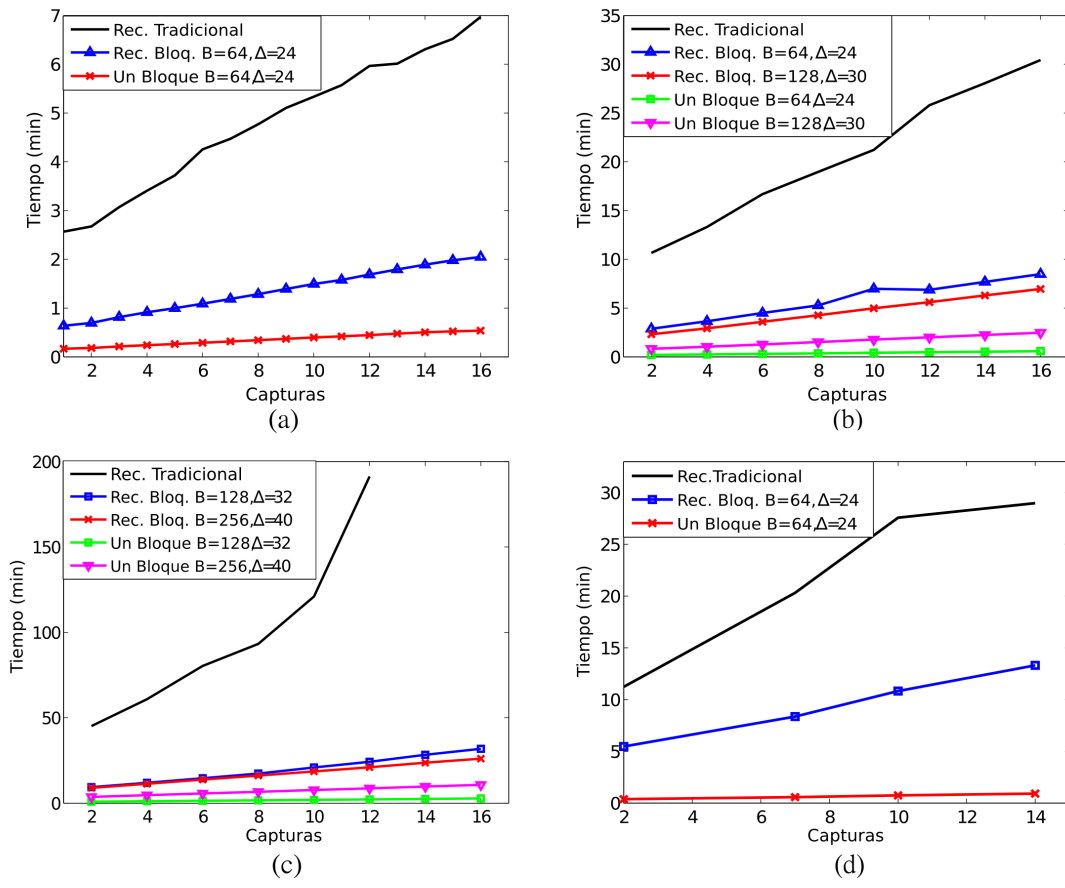 7
6
5
4
3
2
1
0
Rec. Tradicional
Rec. Bloq. B=64,Δ=24
Un Bloque B=64Δ=24
Tiempo (min)
2 4 6 8 10 12 14 16
Capturas
(a)
35
30
25
20
15
10
5
0
Rec. Tradicional
Rec. Bloq. B=64,Δ=24
Rec. Bloq. B=128,Δ=30
Un Bloque B=64Δ=24
Un Bloque B=128Δ=30
Tiempo (min)
2 4 6 8 10 12 14 16
Capturas
(b)
200
150
100
50
0
Rec. Tradicional
Rec. Bloq. B=128,Δ=32
Rec. Bloq. B=256,Δ=40
Un Bloque B=128Δ=32
Un Bloque B=256,Δ=40
Tiempo (min)
2 4 6 8 10 12 14 16
Capturas
(c)
30
25
20
15
10
5
0
Rec.Tradicional
Rec. Bloq. B=64,Δ=24
Un Bloque B=64,Δ=24
Tiempo (min)
2 4 6 8 10 12 14
Capturas
(d)